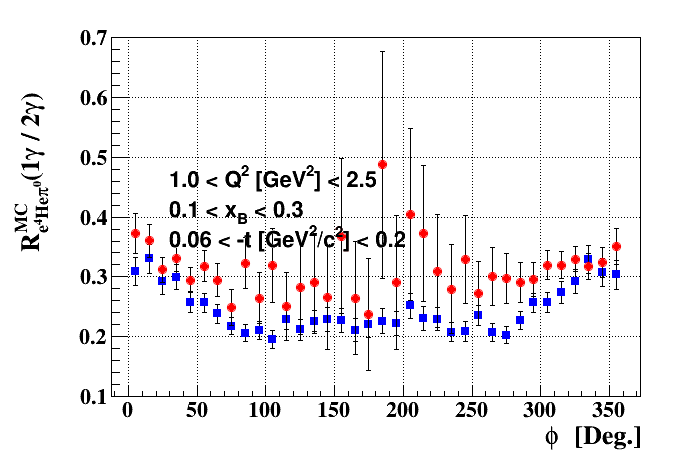 0.7
0.6
0.5
0.4
0.3
0.2
0.1
R^MC_e⁴Heπ⁰(1γ / 2γ)
1.0 < Q² [GeV²] < 2.5
0.1 < x_B < 0.3
0.06 < -t [GeV²/c²] < 0.2
0 50 100 150 200 250 300 350
ϕ [Deg.]